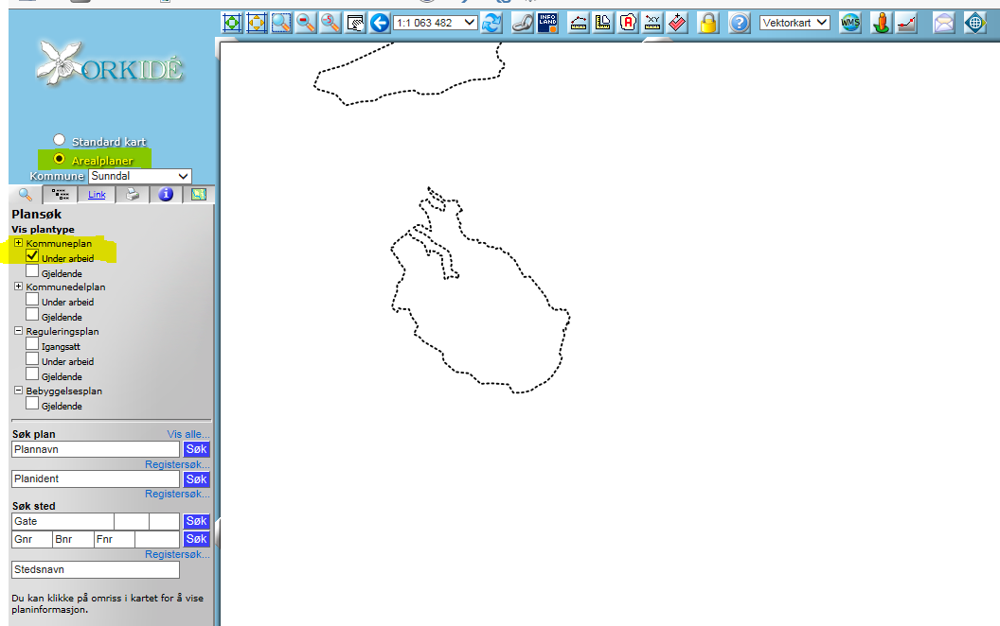 1:1 063 482
INFO LAND
Vektorkart
WMS
ORKIDÉ
Standard kart
Arealplaner
Kommune Sunndal
Link
Plansøk
Vis plantype
Kommuneplan
Under arbeid
Gjeldende
Kommunedelplan
Under arbeid
Gjeldende
Reguleringsplan
Igangsatt
Under arbeid
Gjeldende
Bebyggelsesplan
Gjeldende
Søk plan Vis alle...
Plannavn Søk
Registersøk...
Planident Søk
Registersøk...
Søk sted
Gate Søk
Gnr Bnr Fnr Søk
Registersøk...
Stedsnavn
Du kan klikke på omriss i kartet for å vise
planinformasjon.